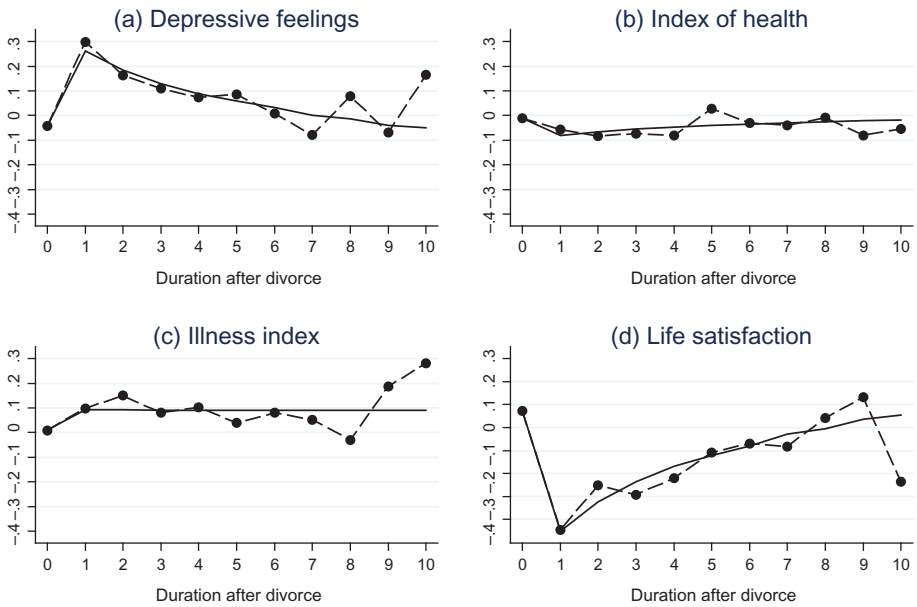 (a) Depressive feelings
.3
.2
.1
0
–.1
–.2
–.3
–.4
0 1 2 3 4 5 6 7 8 9 10
Duration after divorce
(b) Index of health
.3
.2
.1
0
–.1
–.2
–.3
–.4
0 1 2 3 4 5 6 7 8 9 10
Duration after divorce
(c) Illness index
.3
.2
.1
0
–.1
–.2
–.3
–.4
0 1 2 3 4 5 6 7 8 9 10
Duration after divorce
(d) Life satisfaction
.3
.2
.1
0
–.1
–.2
–.3
–.4
0 1 2 3 4 5 6 7 8 9 10
Duration after divorce